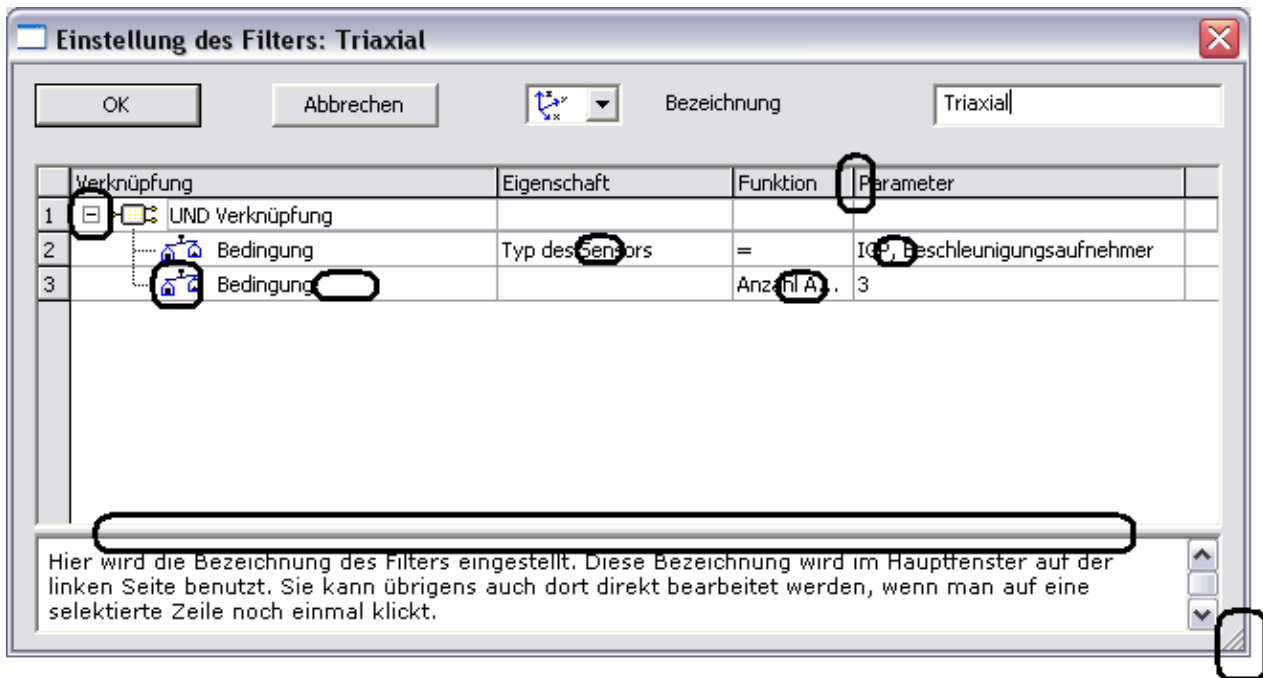 Einstellung des Filters: Triaxial
OK Abbrechen Bezeichnung Triaxial
Verknüpfung Eigenschaft Funktion Parameter
1 UND Verknüpfung
2 Bedingung Typ des Sensors = ICP, Beschleunigungsaufnehmer
3 Bedingung Anzahl A... 3
Hier wird die Bezeichnung des Filters eingestellt. Diese Bezeichnung wird im Hauptfenster auf der
linken Seite benutzt. Sie kann übrigens auch dort direkt bearbeitet werden, wenn man auf eine
selektierte Zeile noch einmal klickt.